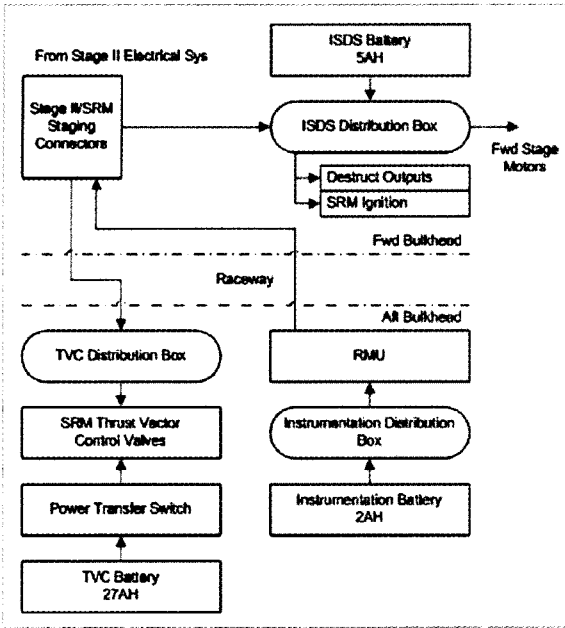 From Stage II Electrical Sys
ISDS Battery
5AH
Stage II/SRM
Staging
Connectors
ISDS Distribution Box
Fwd Stage
Motors
Destruct Outputs
SRM Ignition
Fwd Bulkhead
Raceway
Aft Bulkhead
TVC Distribution Box
RMU
SRM Thrust Vector
Control Valves
Instrumentation Distribution
Box
Power Transfer Switch
Instrumentation Battery
2AH
TVC Battery
27AH